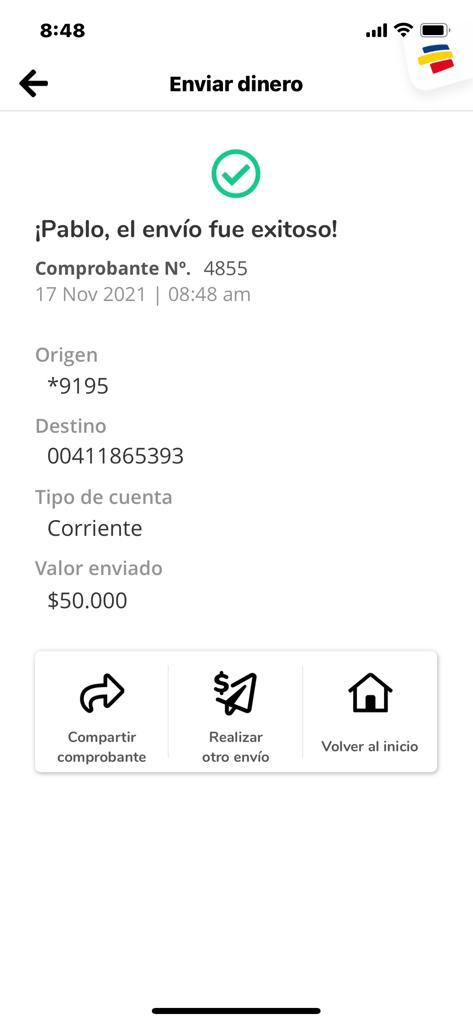 8:48
Enviar dinero
¡Pablo, el envío fue exitoso!
Comprobante Nº. 4855
17 Nov 2021 | 08:48 am
Origen
*9195
Destino
00411865393
Tipo de cuenta
Corriente
Valor enviado
$50.000
Compartir
comprobante
Realizar
otro envío
Volver al inicio